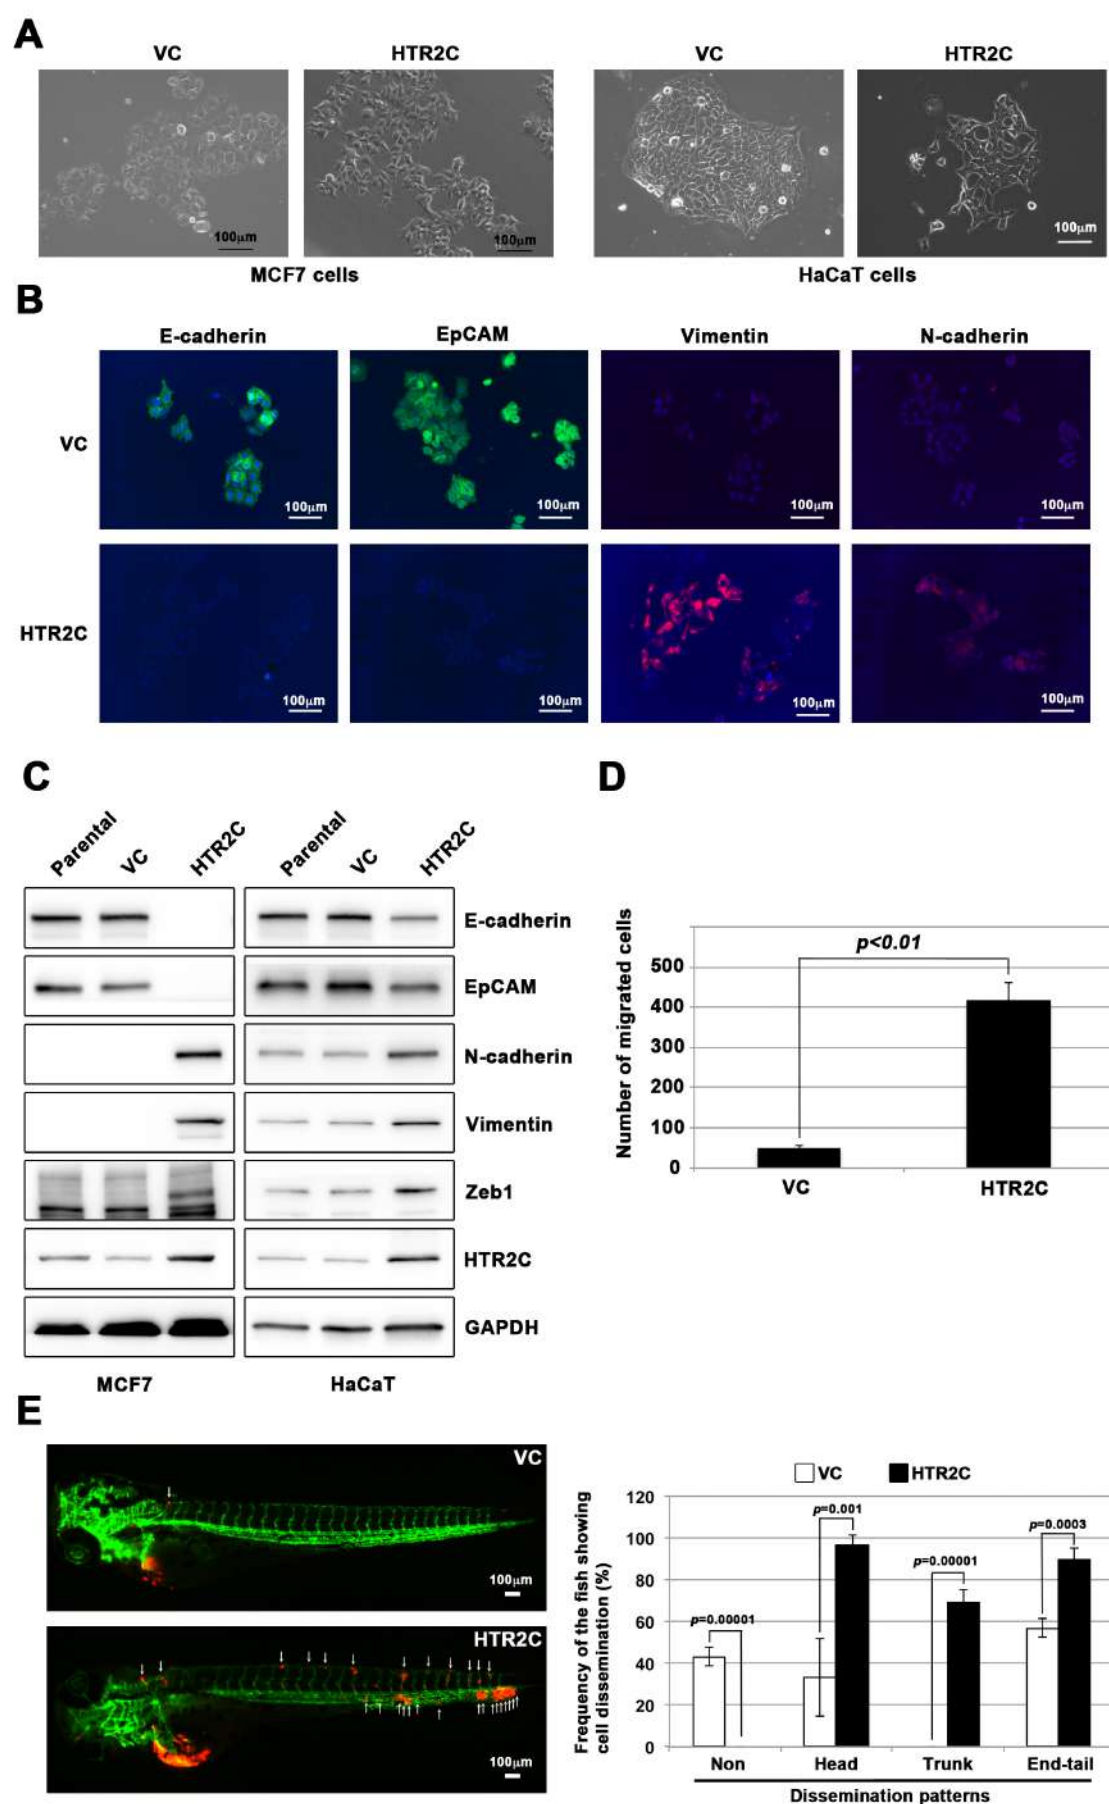 A
VC HTR2C VC HTR2C
100μm 100μm 100μm
MCF7 cells HaCaT cells
B
E-cadherin EpCAM Vimentin N-cadherin
VC
100μm 100μm 100μm 100μm
HTR2C
100μm 100μm 100μm 100μm
C
Parental VC HTR2C Parental VC HTR2C
E-cadherin
EpCAM
N-cadherin
Vimentin
Zeb1
HTR2C
GAPDH
MCF7 HaCaT
D
Number of migrated cells
p<0.01
500
400
300
200
100
0
VC HTR2C
E
VC
100μm
HTR2C
100μm
VC HTR2C
Frequency of the fish showing
cell dissemination (%)
120
100
80
60
40
20
0
p=0.00001
p=0.001
p=0.00001
p=0.0003
Non Head Trunk End-tail
Dissemination patterns